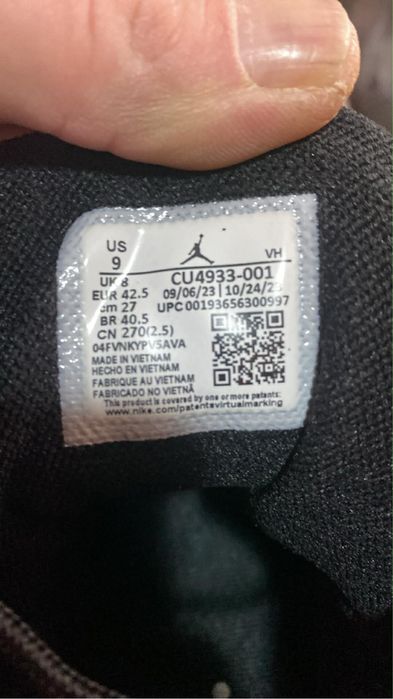 US
9
VH
UK 8
CU4933-001
EUR 42.5
09/06/23 | 10/24/23
cm 27
UPC 00193656300997
BR 40.5
CN 270(2.5)
04FVNKYPV5AVA
MADE IN VIETNAM
HECHO EN VIETNAM
FABRIQUE AU VIETNAM
FABRICADO NO VIETNÃ
This product is covered by one or more patents:
www.nike.com/patentsvirtualmarking